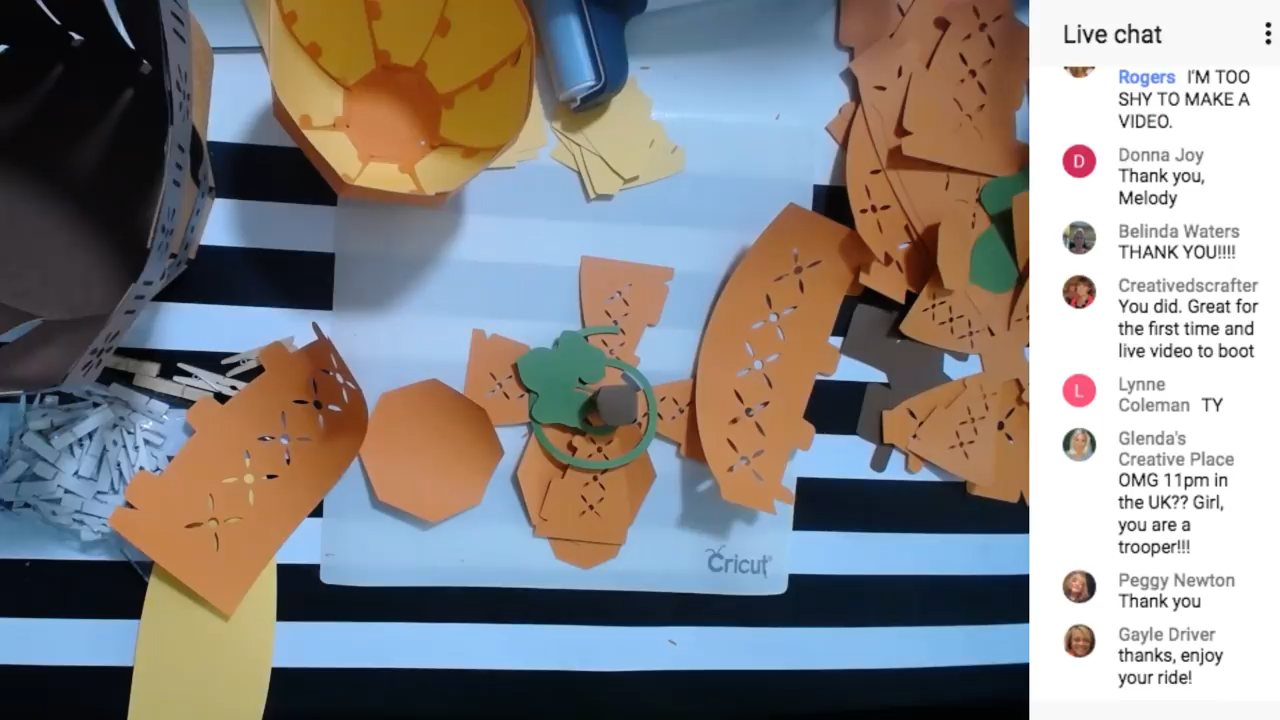 Live chat
Rogers I'M TOO
SHY TO MAKE A
VIDEO.
D
Donna Joy
Thank you,
Melody
Belinda Waters
THANK YOU!!!!
Creativedscrafter
You did. Great for
the first time and
live video to boot
L
Lynne
Coleman TY
Glenda's
Creative Place
OMG 11pm in
the UK?? Girl,
you are a
trooper!!!
Peggy Newton
Thank you
Gayle Driver
thanks, enjoy
your ride!
Cricut